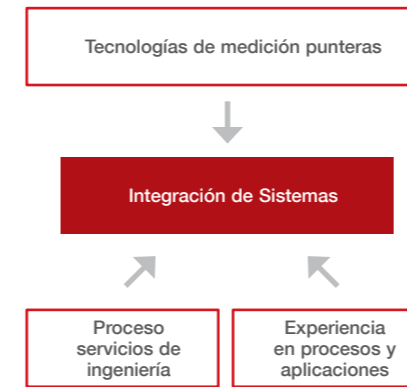 Tecnologías de medición punteras
Integración de Sistemas
Proceso
servicios de
ingeniería
Experiencia
en procesos y
aplicaciones